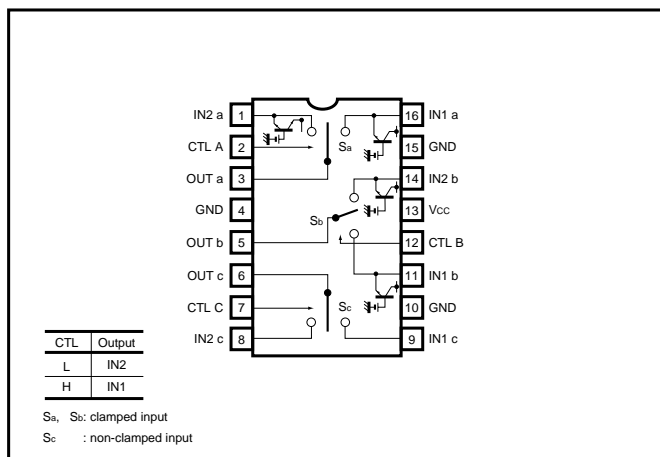 IN2 a 1 16 IN1 a
CTL A 2 Sa 15 GND
OUT a 3 14 IN2 b
GND 4 Sb 13 VCC
OUT b 5 12 CTL B
OUT c 6 11 IN1 b
CTL C 7 Sc 10 GND
IN2 c 8 9 IN1 c
CTL Output
L IN2
H IN1
Sa, Sb: clamped input
Sc : non-clamped input